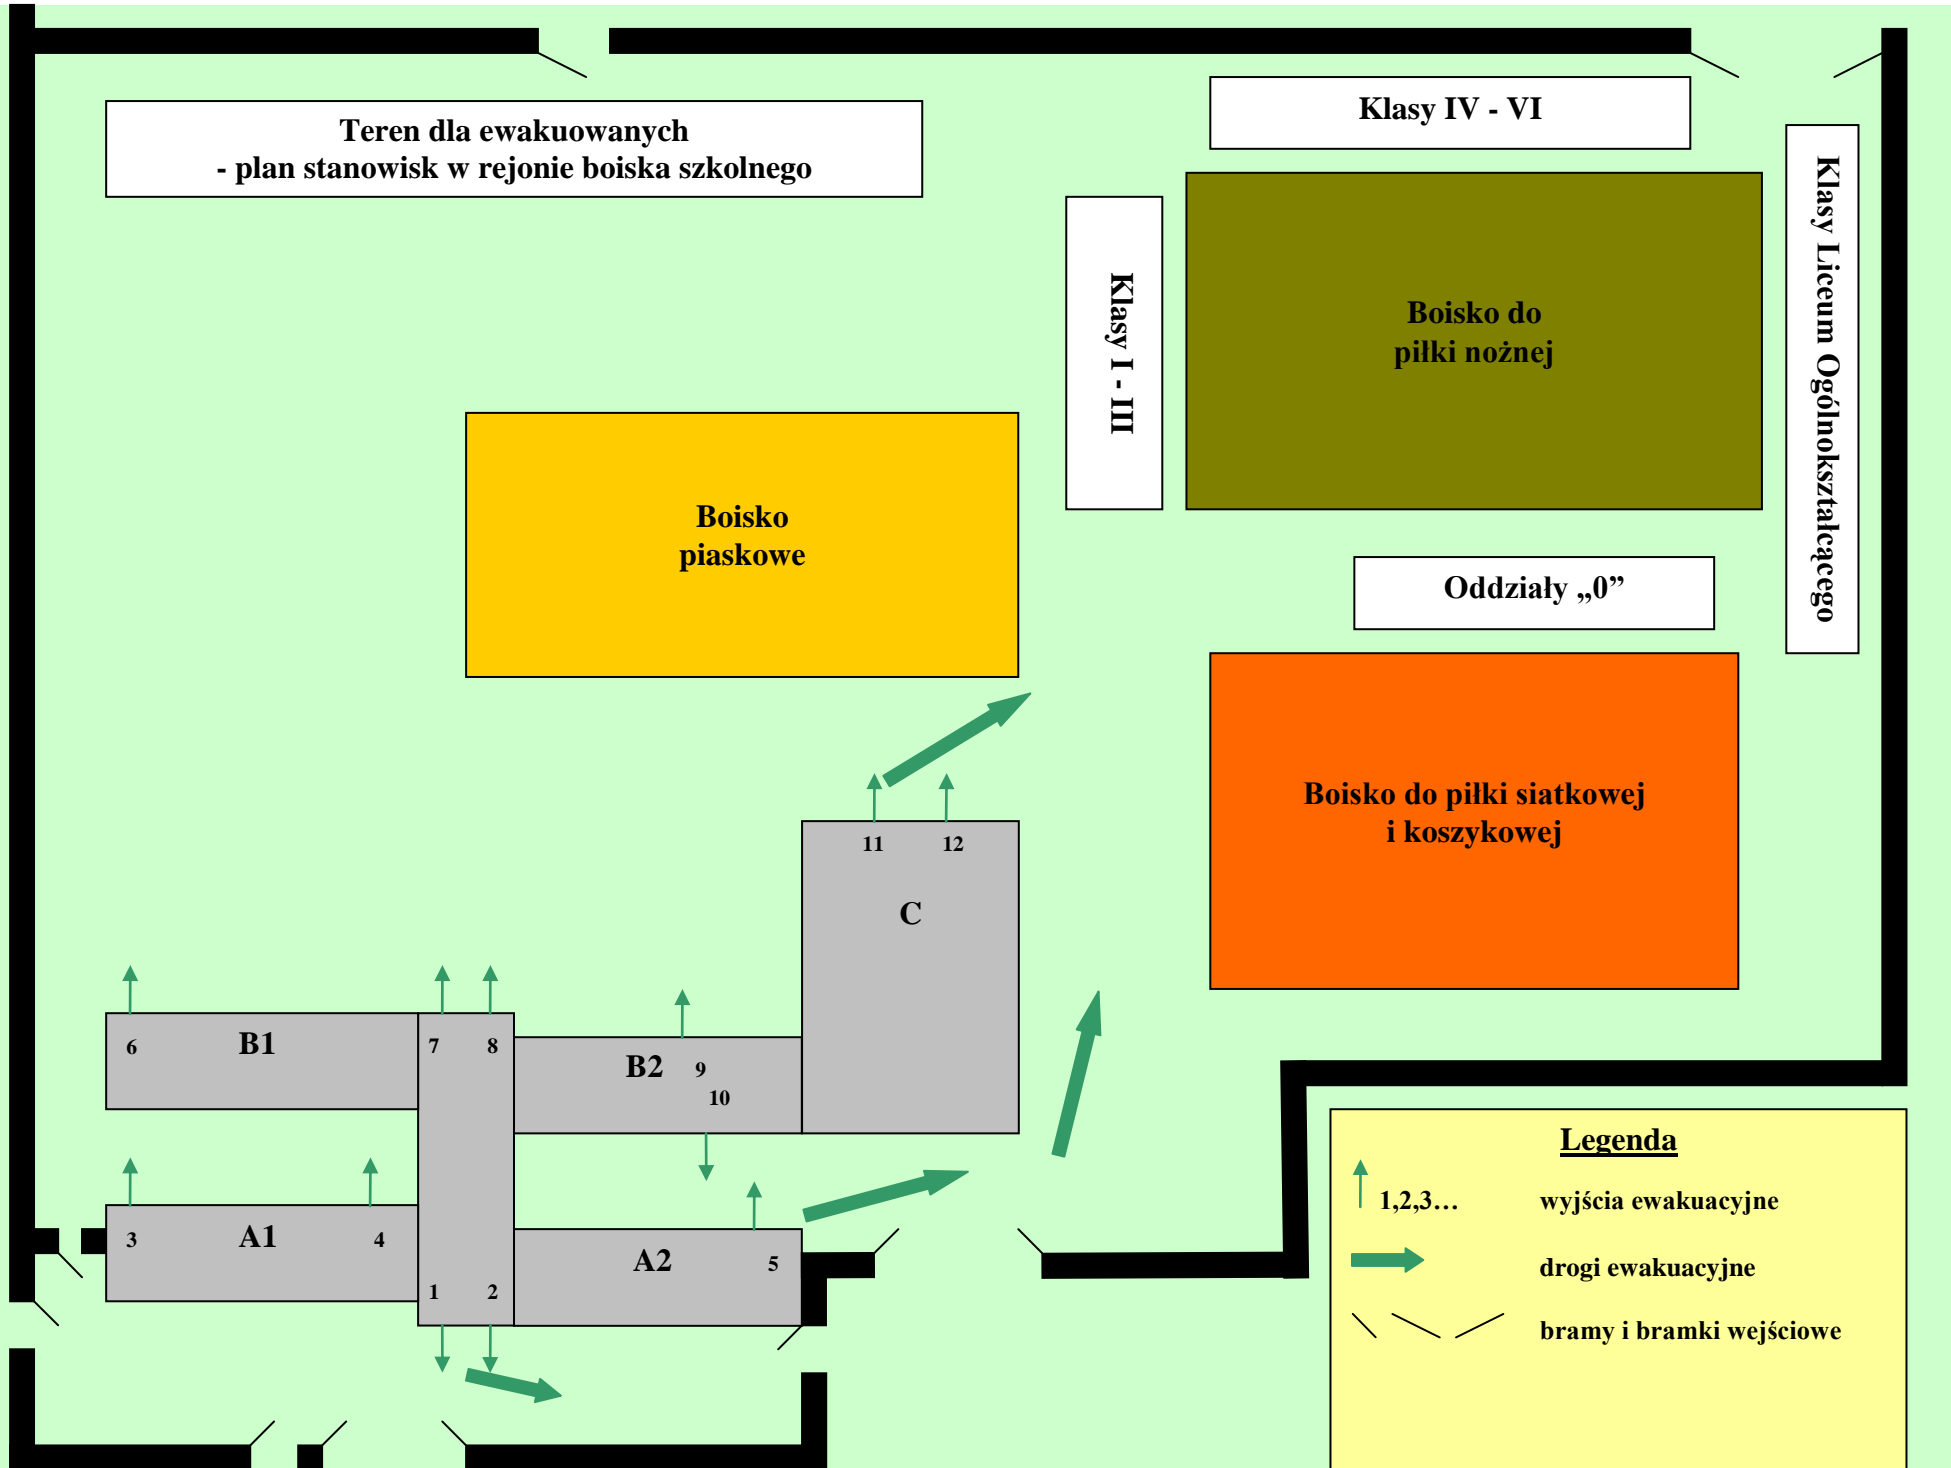 Teren dla ewakuowanych
- plan stanowisk w rejonie boiska szkolnego
Klasy IV - VI
Klasy I - III
Boisko do
piłki nożnej
Klasy Liceum Ogólnokształcącego
Boisko
piaskowe
Oddziały „0”
Boisko do piłki siatkowej
i koszykowej
11 12
C
6 B1 7 8
B2 9
10
3 A1 4
A2 5
1 2
Legenda
1,2,3… wyjścia ewakuacyjne
drogi ewakuacyjne
bramy i bramki wejściowe